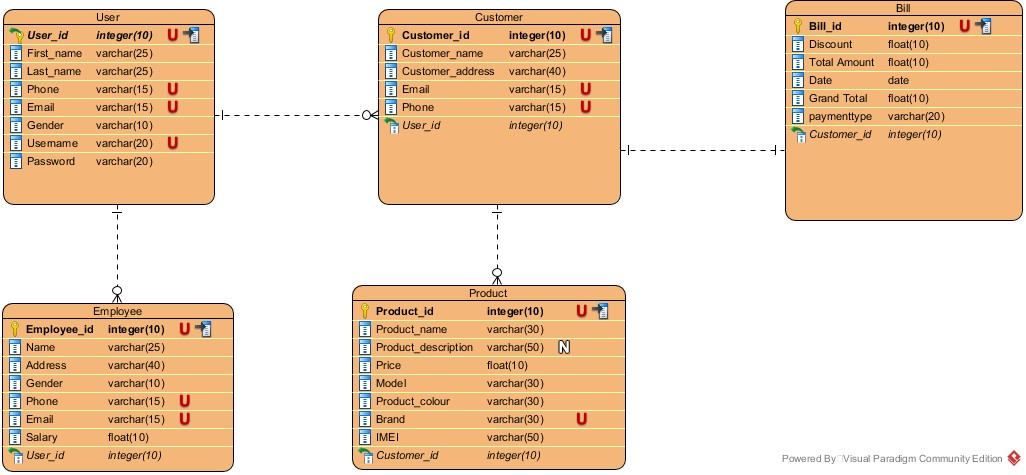 User
User_id integer(10) U
First_name varchar(25)
Last_name varchar(25)
Phone varchar(15) U
Email varchar(15) U
Gender varchar(10)
Username varchar(20) U
Password varchar(20)
Customer
Customer_id integer(10) U
Customer_name varchar(25)
Customer_address varchar(40)
Email varchar(15) U
Phone varchar(15) U
User_id integer(10)
Bill
Bill_id integer(10) U
Discount float(10)
Total Amount float(10)
Date date
Grand Total float(10)
paymenttype varchar(20)
Customer_id integer(10)
Employee
Employee_id integer(10) U
Name varchar(25)
Address varchar(40)
Gender varchar(10)
Phone varchar(15) U
Email varchar(15) U
Salary float(10)
User_id integer(10)
Product
Product_id integer(10) U
Product_name varchar(30)
Product_description varchar(50) N
Price float(10)
Model varchar(30)
Product_colour varchar(30)
Brand varchar(30) U
IMEI varchar(50)
Customer_id integer(10)
Powered By Visual Paradigm Community Edition